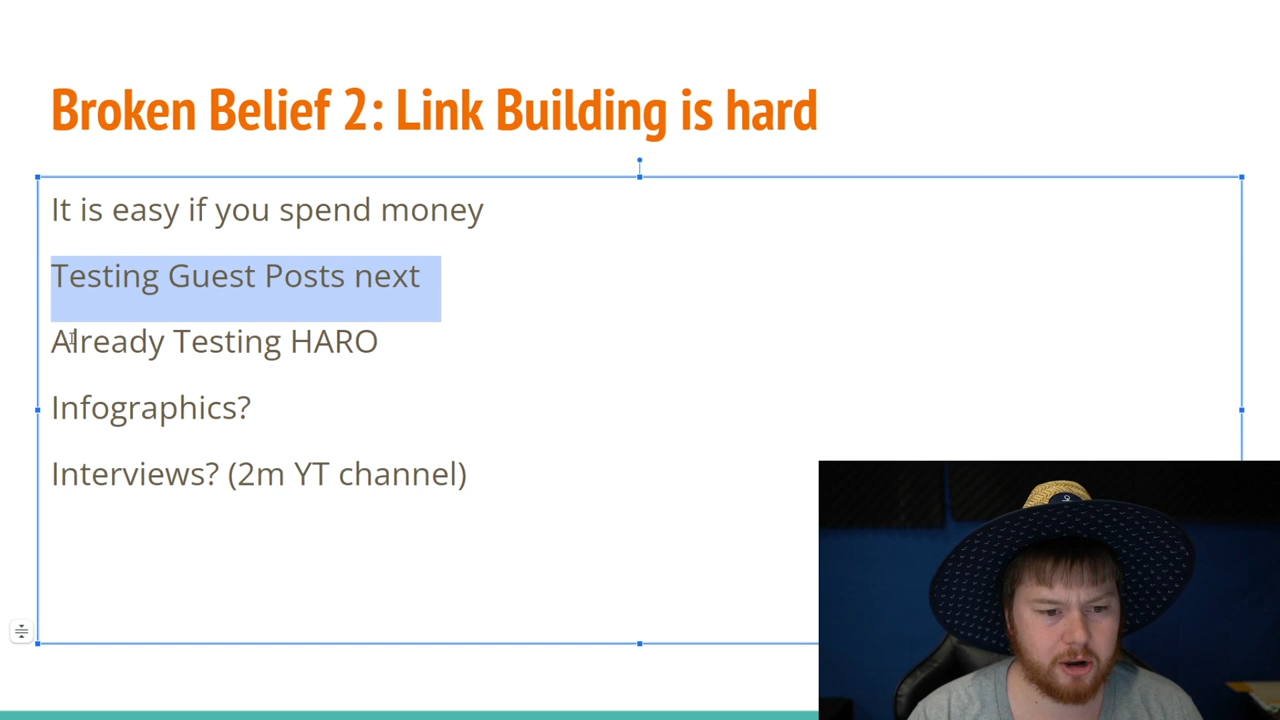 Broken Belief 2: Link Building is hard
It is easy if you spend money
Testing Guest Posts next
Already Testing HARO
Infographics?
Interviews? (2m YT channel)